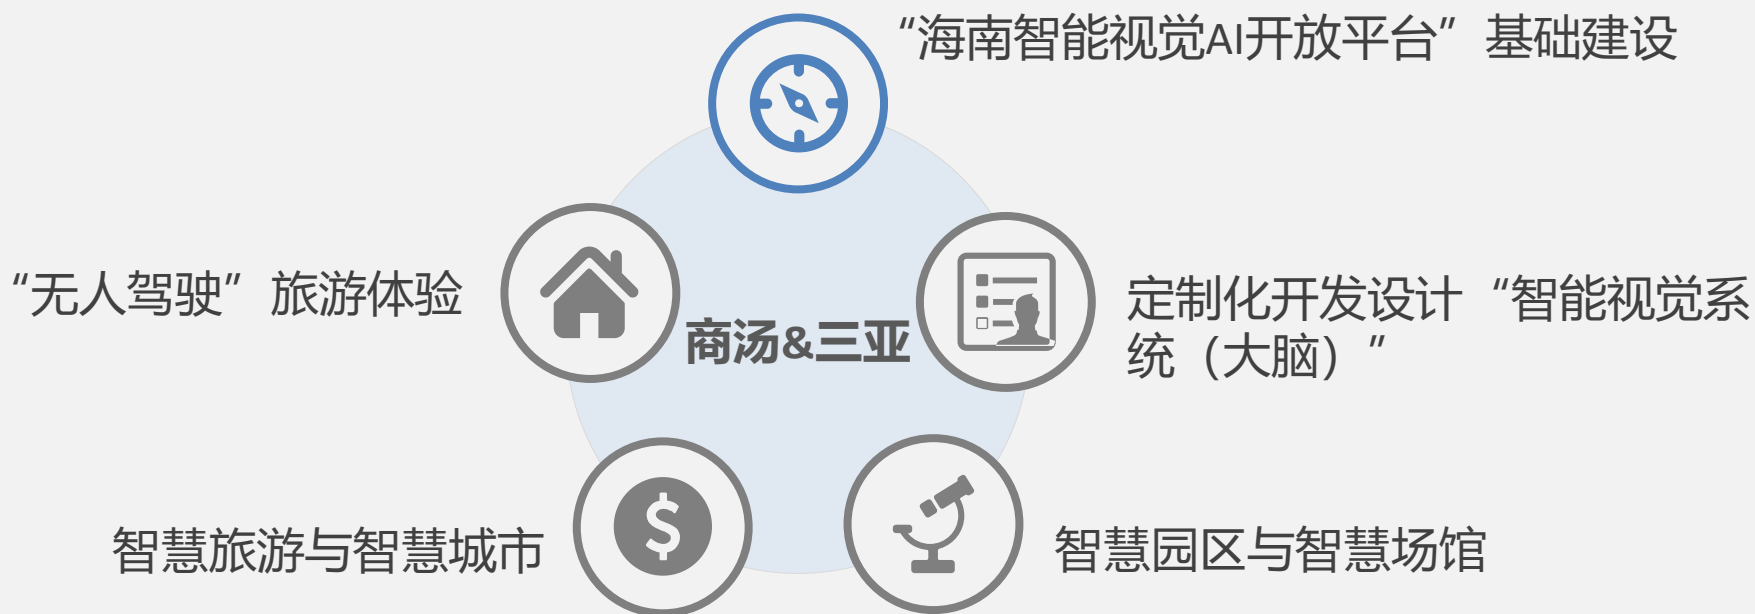 “海南智能视觉AI开放平台”基础建设
“无人驾驶”旅游体验
商汤&三亚
定制化开发设计“智能视觉系
统（大脑）”
智慧旅游与智慧城市
智慧园区与智慧场馆